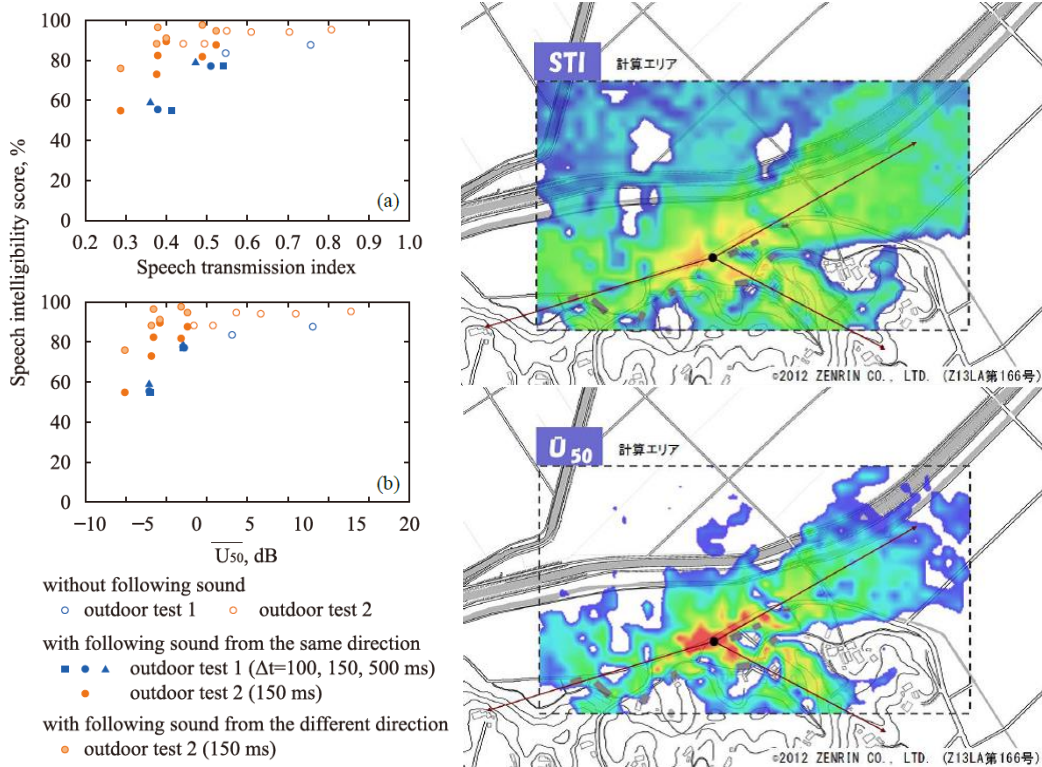 100
80
60
40
20
0
(a)
0.2 0.3 0.4 0.5 0.6 0.7 0.8 0.9 1.0
Speech transmission index
Speech intelligibility score, %
100
80
60
40
20
0
(b)
−10 −5 0 5 10 15 20
U50, dB
without following sound
outdoor test 1 outdoor test 2
with following sound from the same direction
outdoor test 1 (Δt=100, 150, 500 ms)
outdoor test 2 (150 ms)
with following sound from the different direction
outdoor test 2 (150 ms)
STI 計算エリア
©2012 ZENRIN CO., LTD. (Z13LA第166号)
U50 計算エリア
©2012 ZENRIN CO., LTD. (Z13LA第166号)